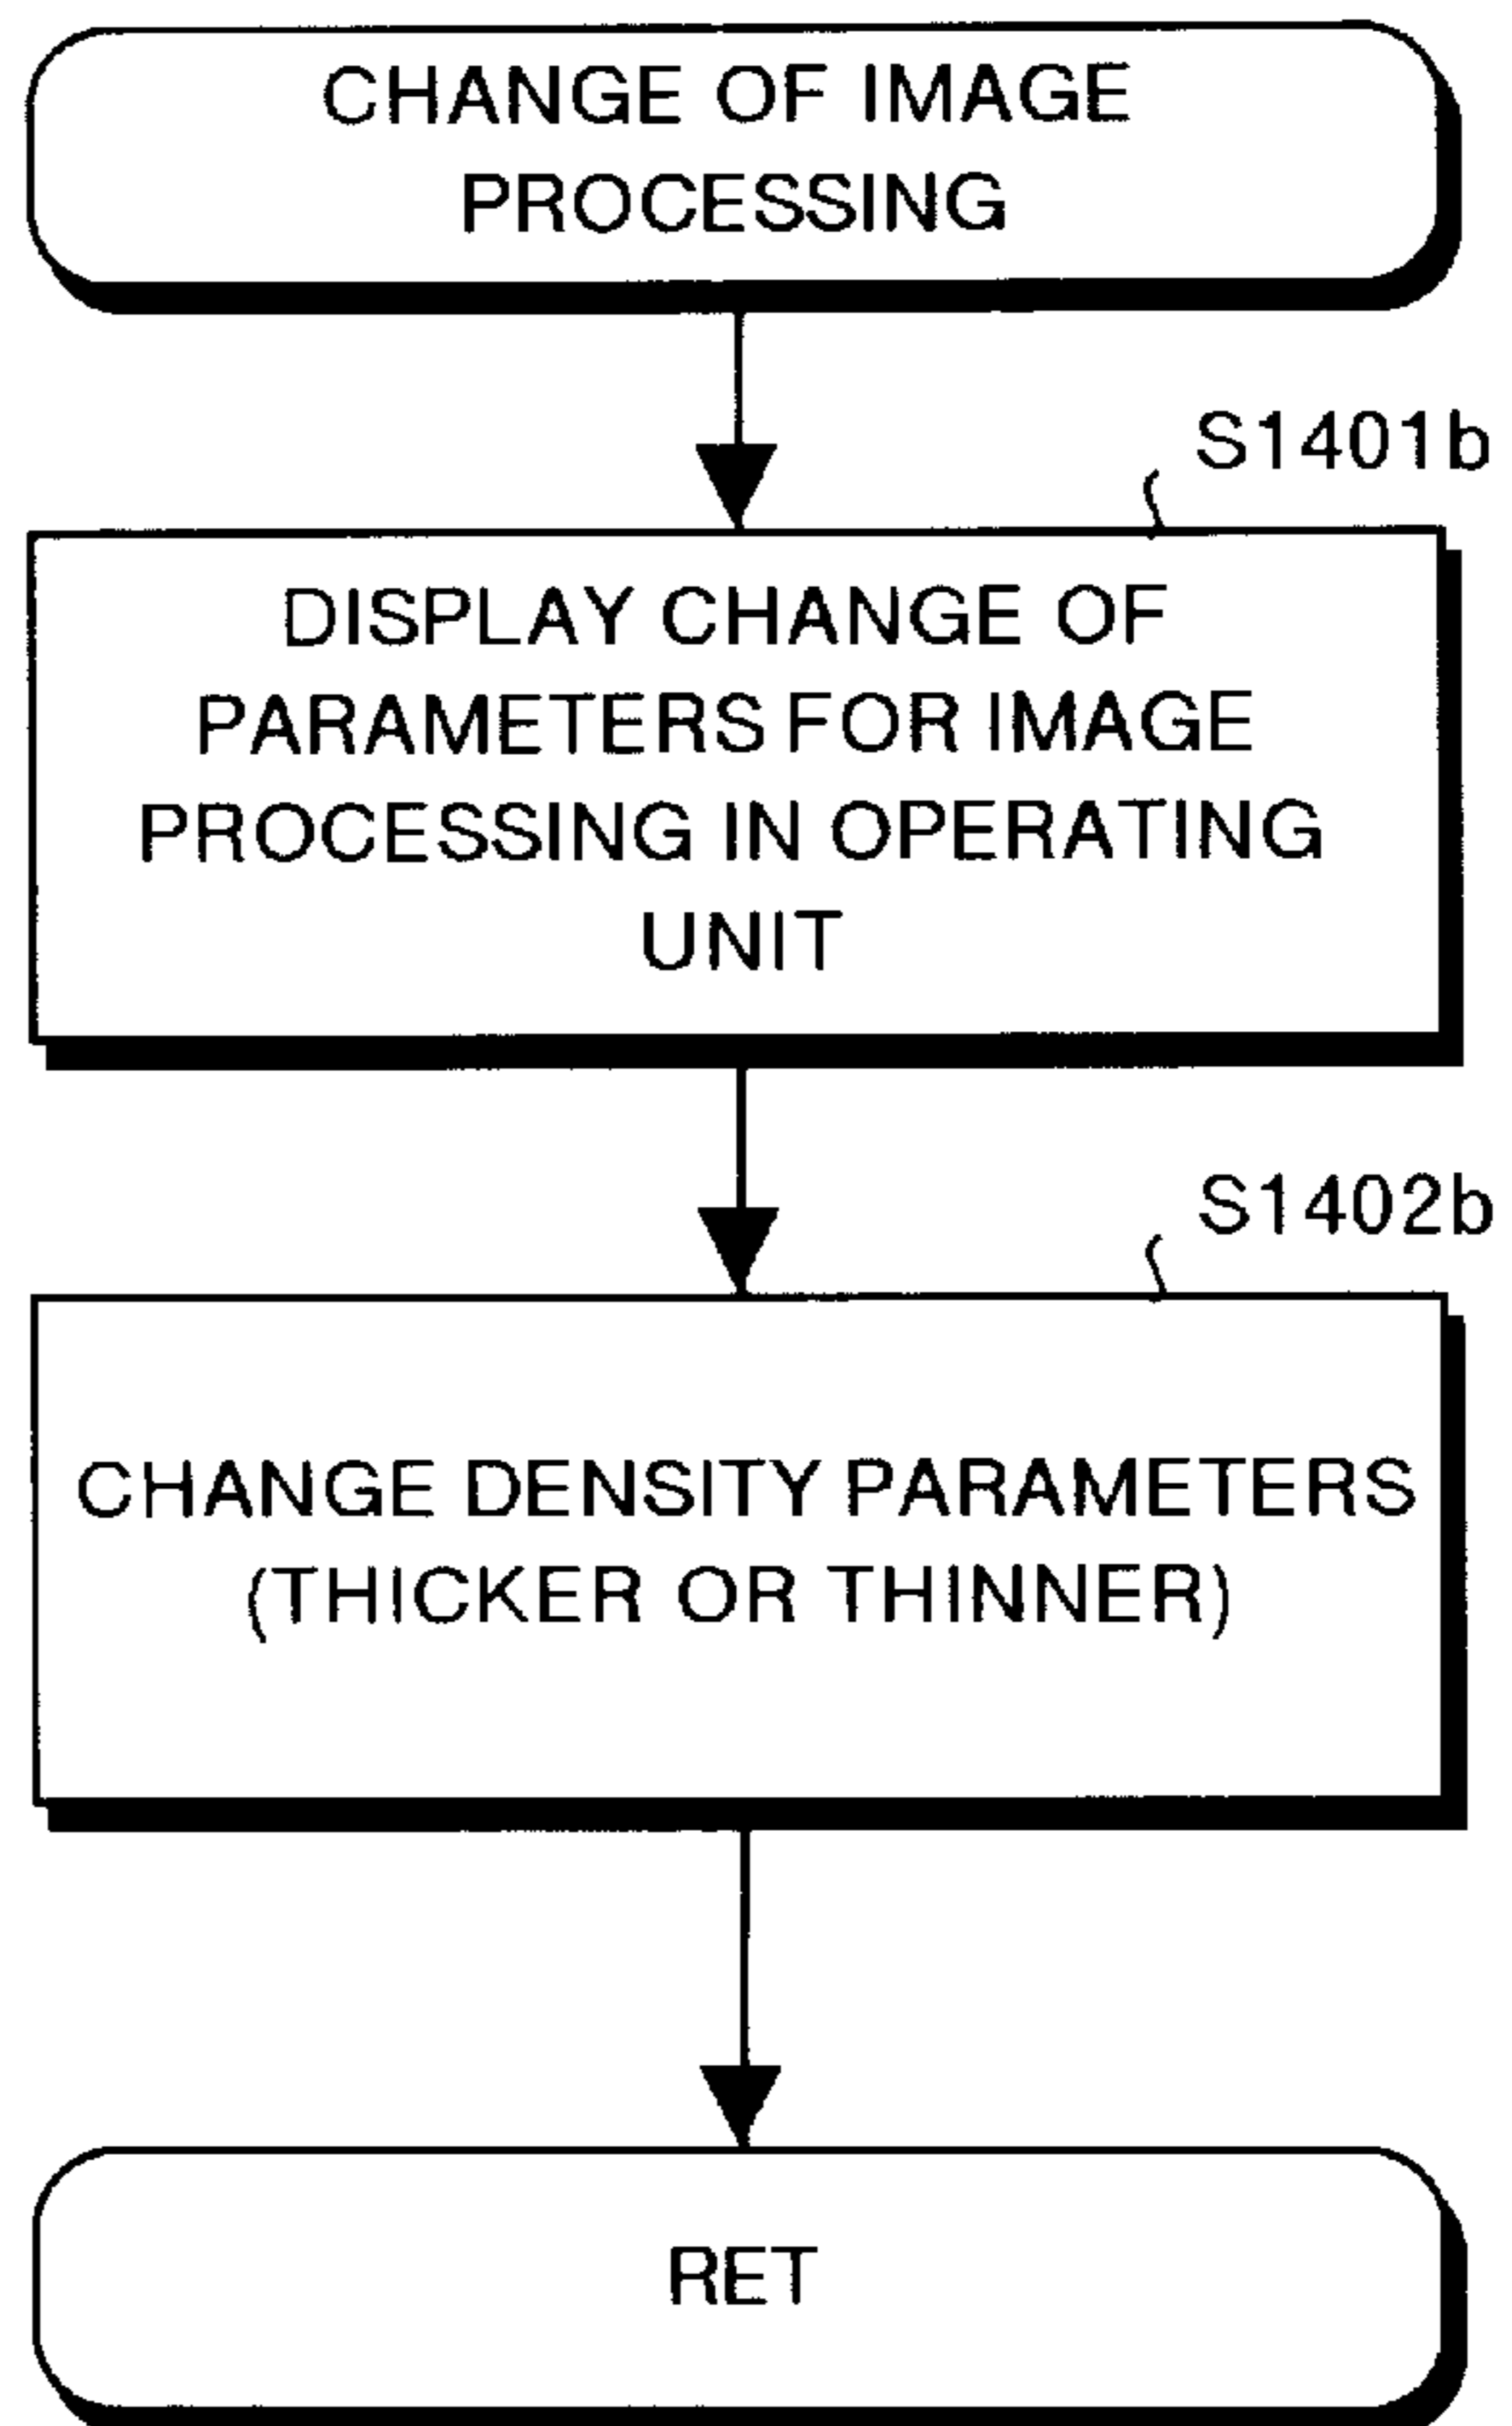 CHANGE OF IMAGE
PROCESSING
S1401b
DISPLAY CHANGE OF
PARAMETERS FOR IMAGE
PROCESSING IN OPERATING
UNIT
S1402b
CHANGE DENSITY PARAMETERS
(THICKER OR THINNER)
RET